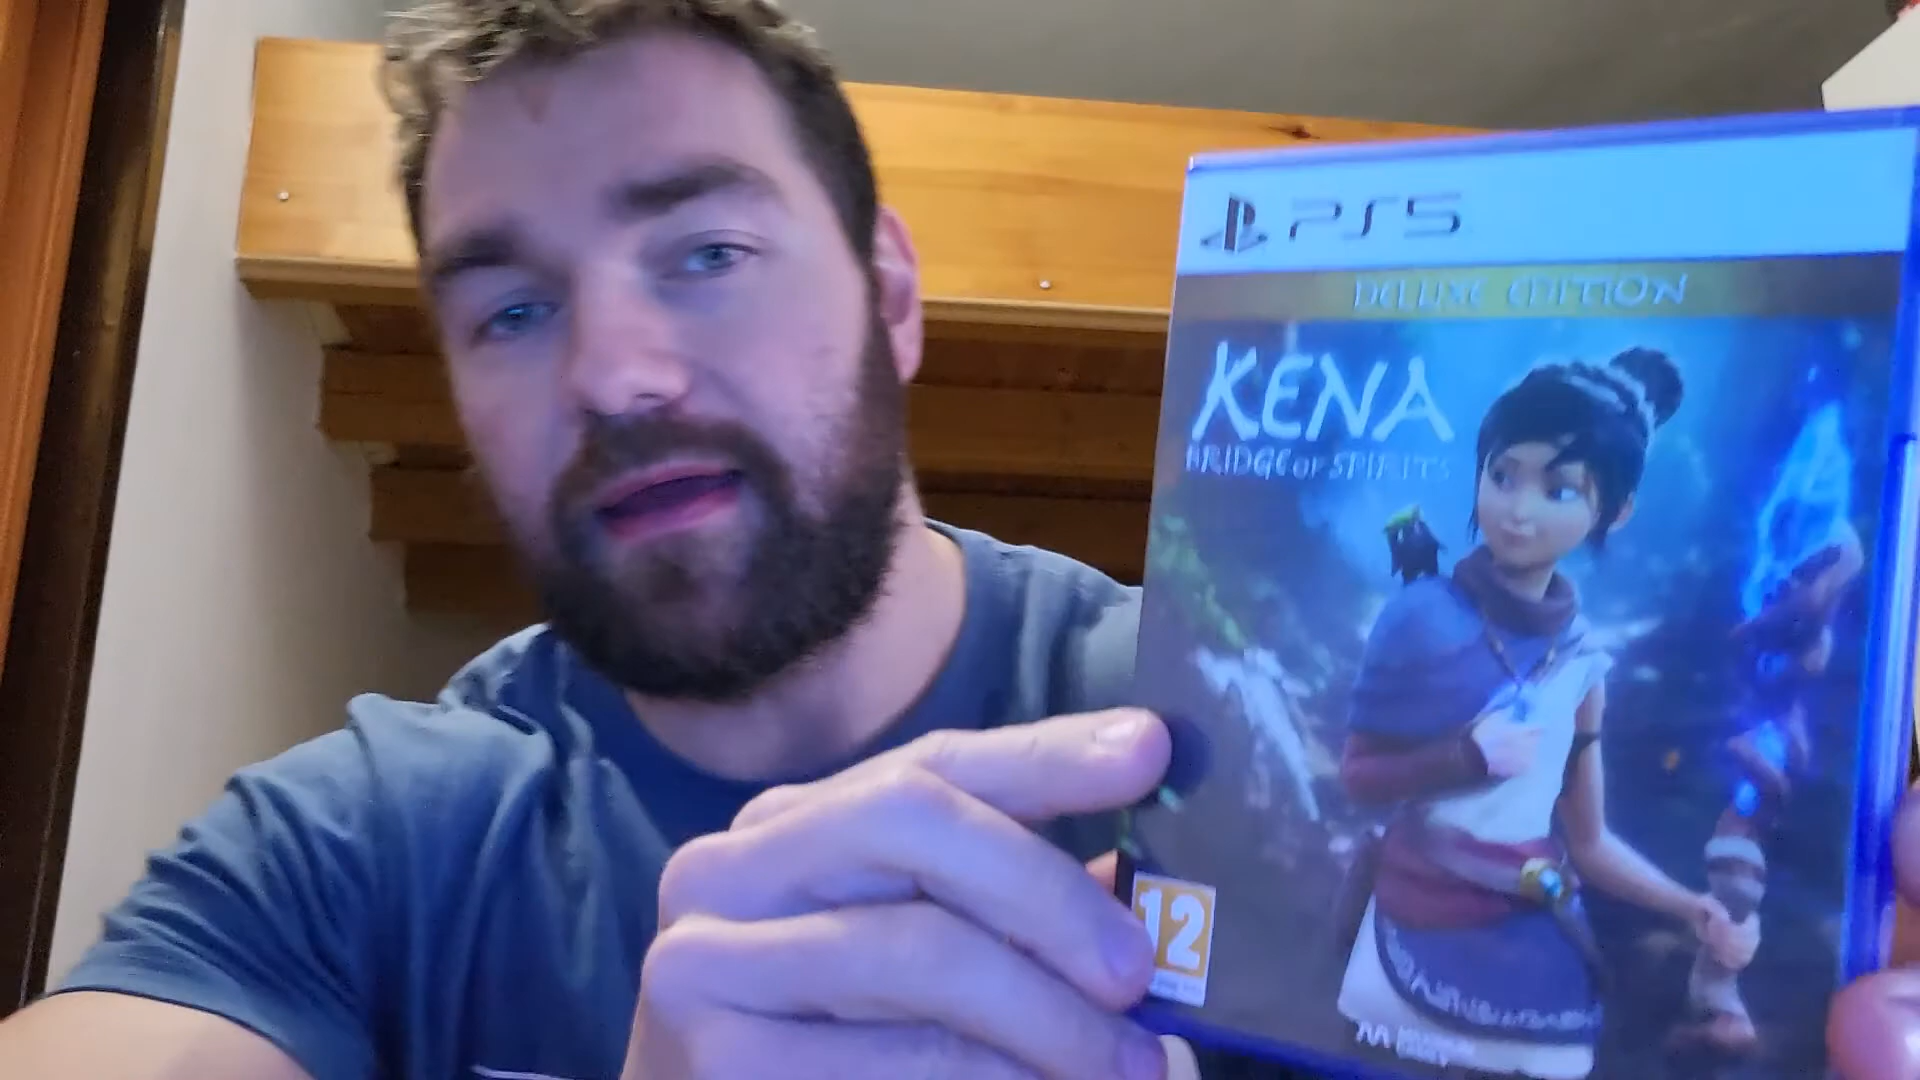 PS5
DELUXE EDITION
KENA
BRIDGE OF SPIRITS
12